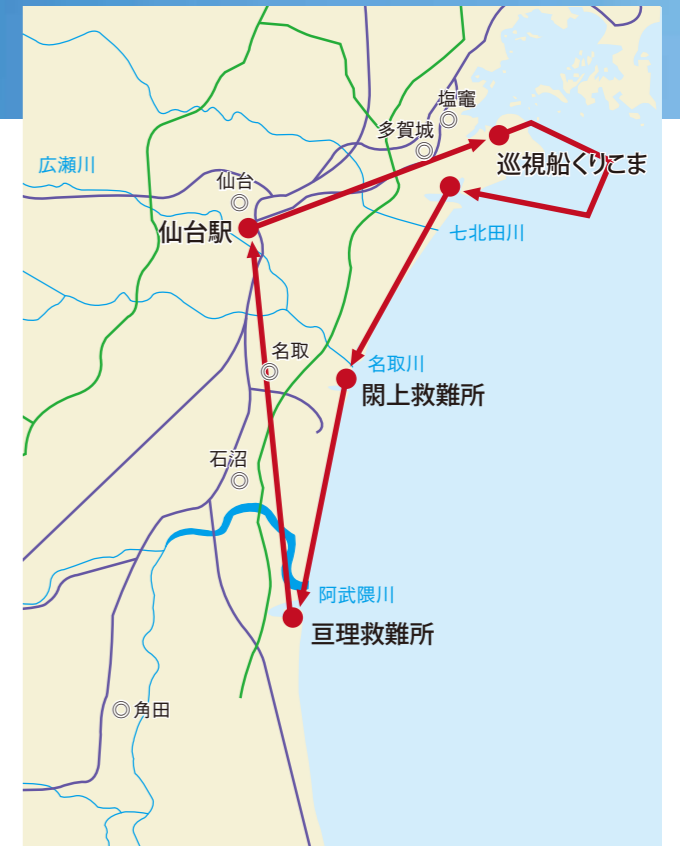 塩竈
多賀城
巡視船くりこま
広瀬川
仙台
仙台駅
七北田川
名取
名取川
閖上救難所
石沼
阿武隈川
亘理救難所
角田